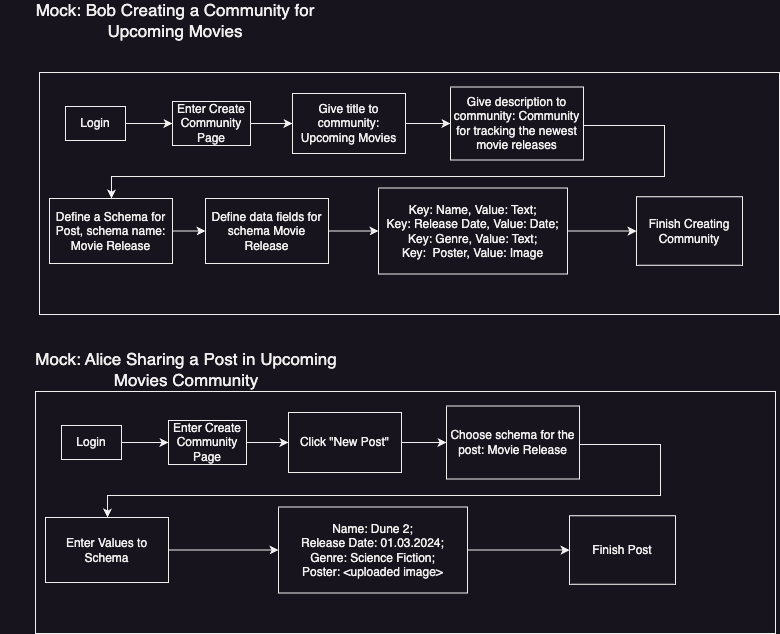 Mock: Bob Creating a Community for
Upcoming Movies
Login
Enter Create
Community
Page
Give title to
community:
Upcoming Movies
Give description to
community: Community
for tracking the newest
movie releases
Define a Schema for
Post, schema name:
Movie Release
Define data fields for
schema Movie
Release
Key: Name, Value: Text;
Key: Release Date, Value: Date;
Key: Genre, Value: Text;
Key:  Poster, Value: Image
Finish Creating
Community
Mock: Alice Sharing a Post in Upcoming
Movies Community
Login
Enter Create
Community
Page
Click "New Post"
Choose schema for the
post: Movie Release
Enter Values to
Schema
Name: Dune 2;
Release Date: 01.03.2024;
Genre: Science Fiction;
Poster: <uploaded image>
Finish Post